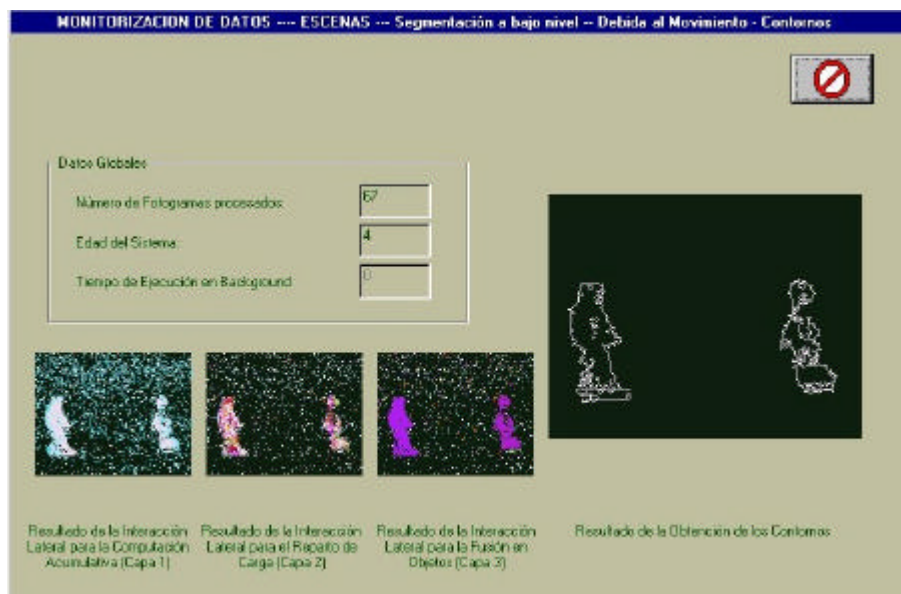 MONITORIZACIÓN DE DATOS ---- ESCENAS --- Segmentación a bajo nivel -- Debida al Movimiento - Contornos
Datos Globales
Número de Fotogramas procesados:
67
Edad del Sistema:
4
Tiempo de Ejecución en Background
0
Resultado de la Interacción
Lateral para la Computación
Acumulativa (Capa 1)
Resultado de la Interacción
Lateral para el Reparto de
Carga (Capa 2)
Resultado de la Interacción
Lateral para la Fusión en
Objetos (Capa 3)
Resultado de la Obtención de los Contornos